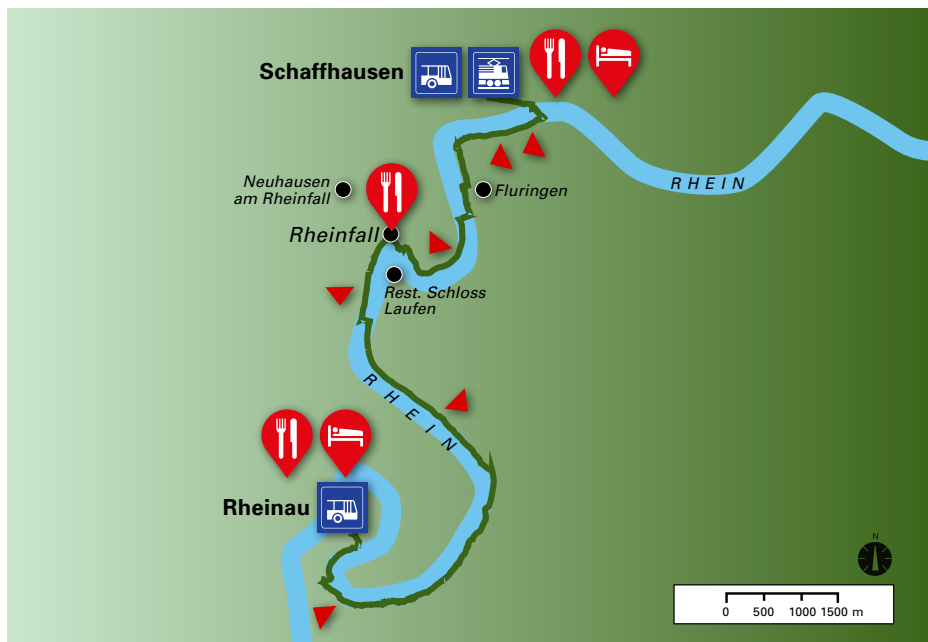 Schaffhausen
RHEIN
Neuhausen
am Rheinfall
Fluringen
Rheinfall
Rest. Schloss
Laufen
RHEIN
Rheinau
N
0 500 1000 1500 m